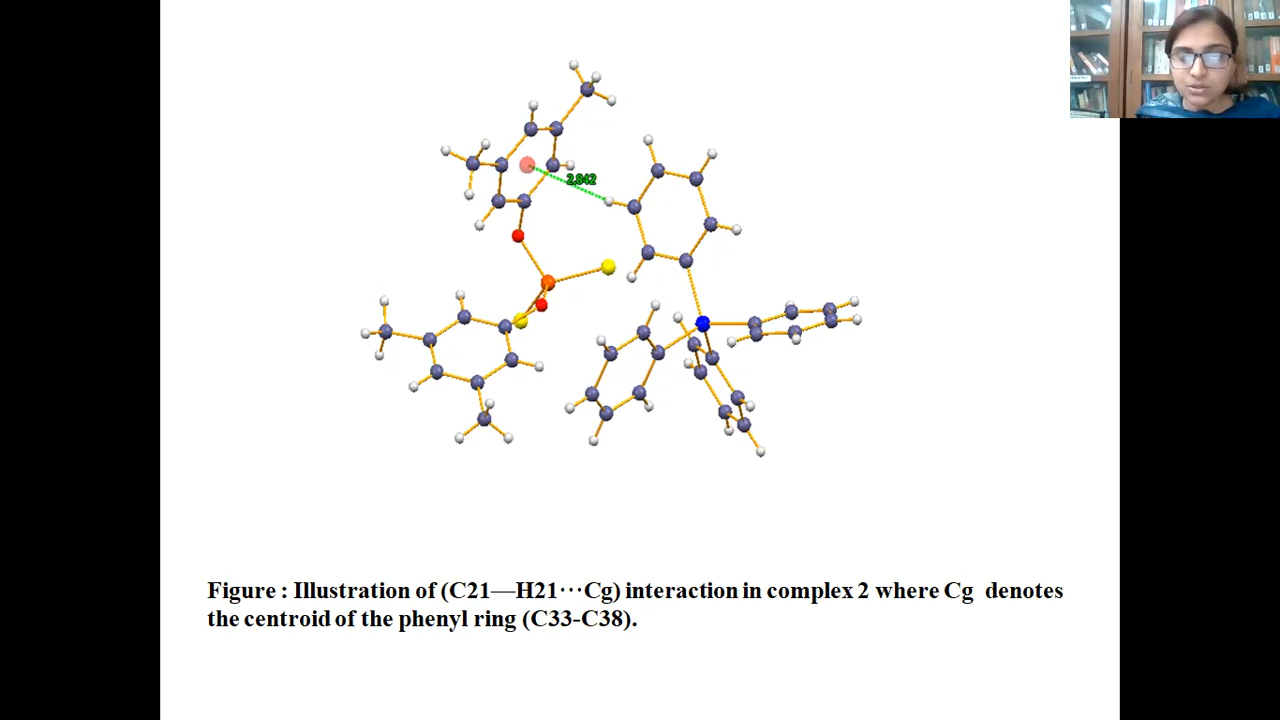 2.842
Figure : Illustration of (C21—H21···Cg) interaction in complex 2 where Cg  denotes
the centroid of the phenyl ring (C33-C38).